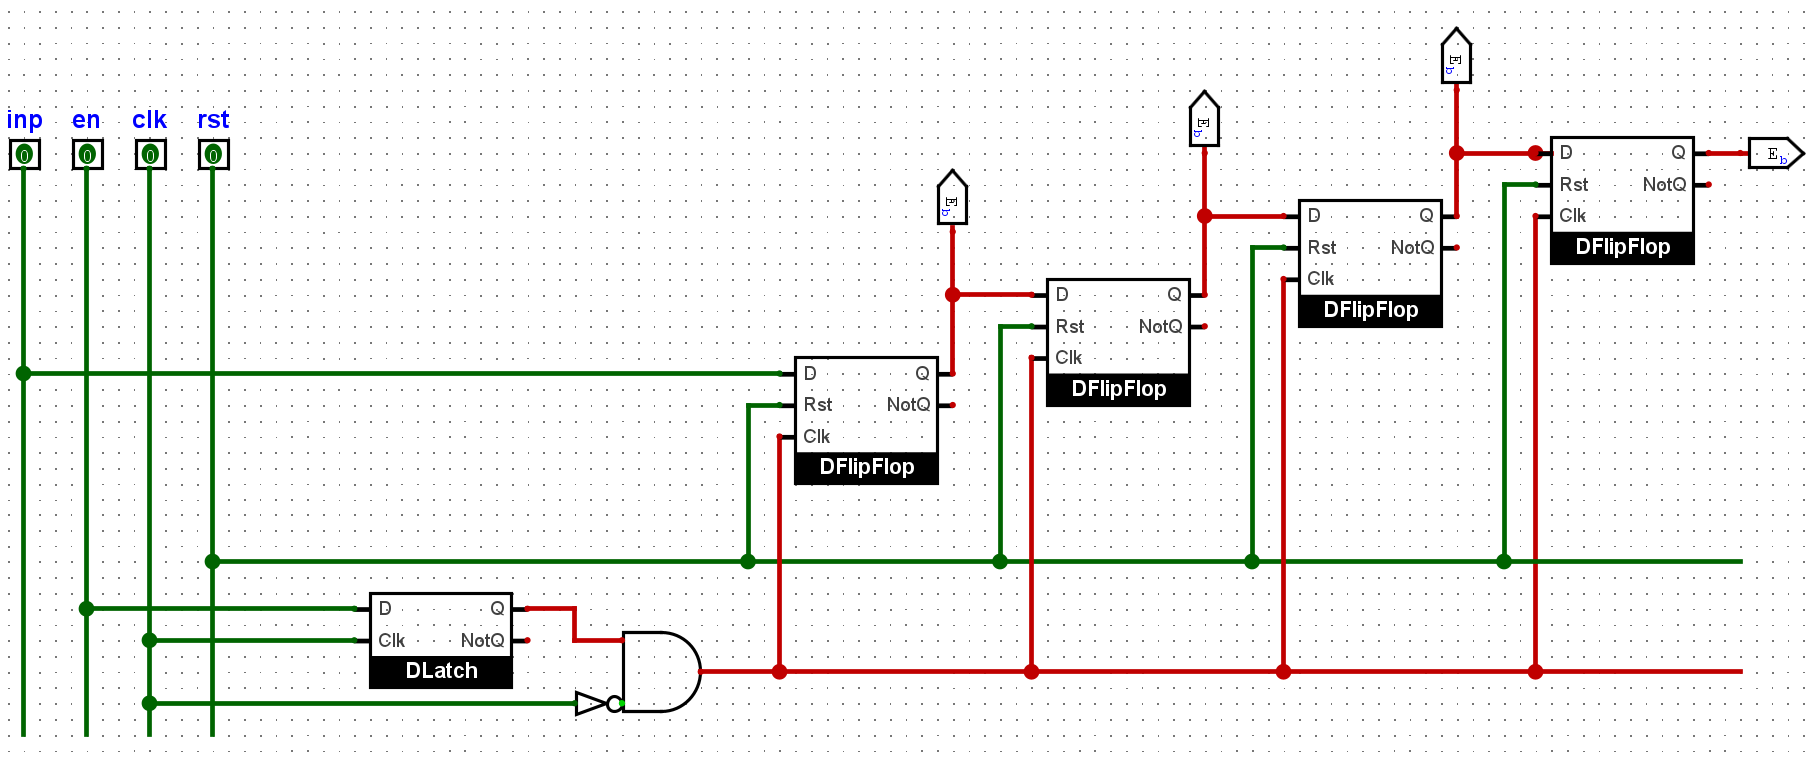 inp en clk rst
0 0 0 0
E b
E b
E b
D Q
Rst NotQ
Clk
DFlipFlop
E b
D Q
Rst NotQ
Clk
DFlipFlop
D Q
Rst NotQ
Clk
DFlipFlop
D Q
Rst NotQ
Clk
DFlipFlop
D Q
Clk NotQ
DLatch